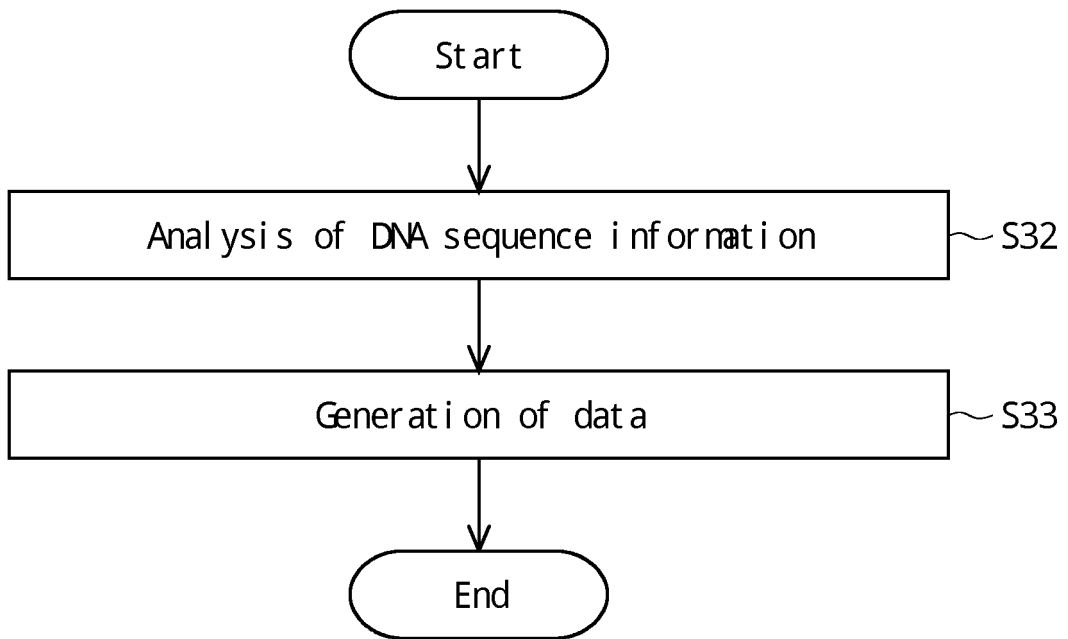 Start
Analysis of DNA sequence information
S32
Generation of data
S33
End